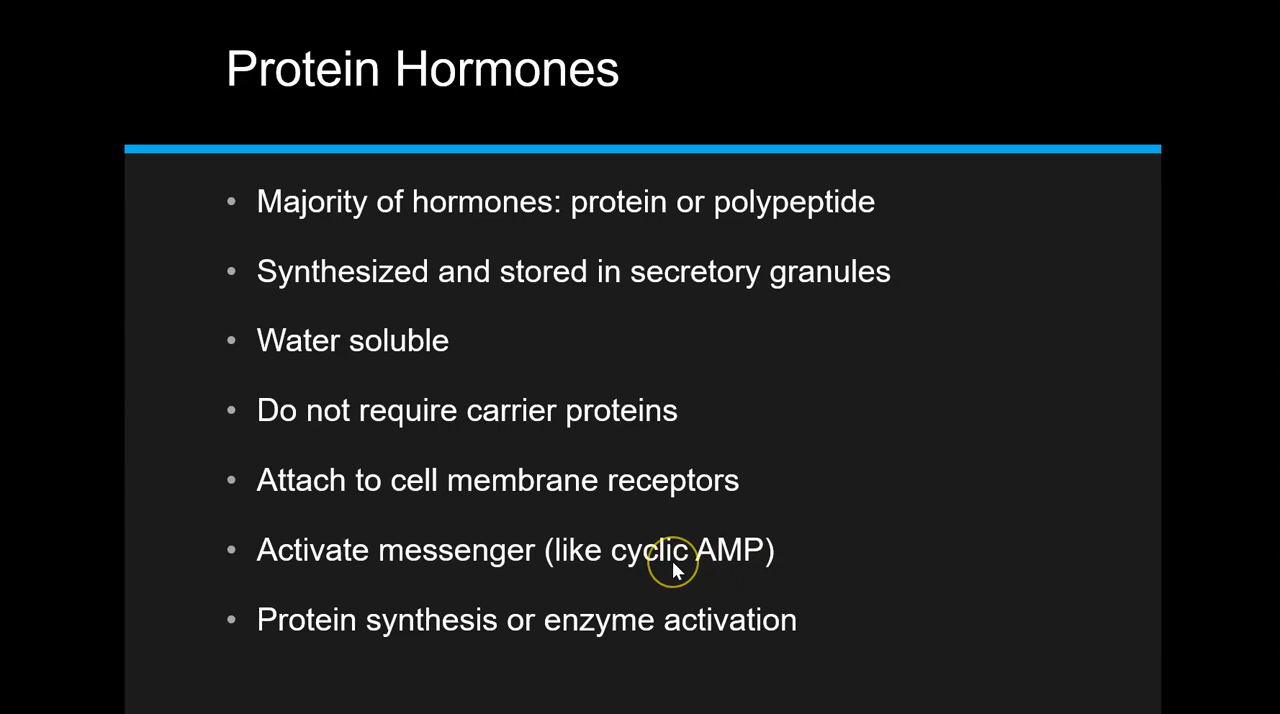 Protein Hormones
• Majority of hormones: protein or polypeptide
• Synthesized and stored in secretory granules
• Water soluble
• Do not require carrier proteins
• Attach to cell membrane receptors
• Activate messenger (like cyclic AMP)
• Protein synthesis or enzyme activation